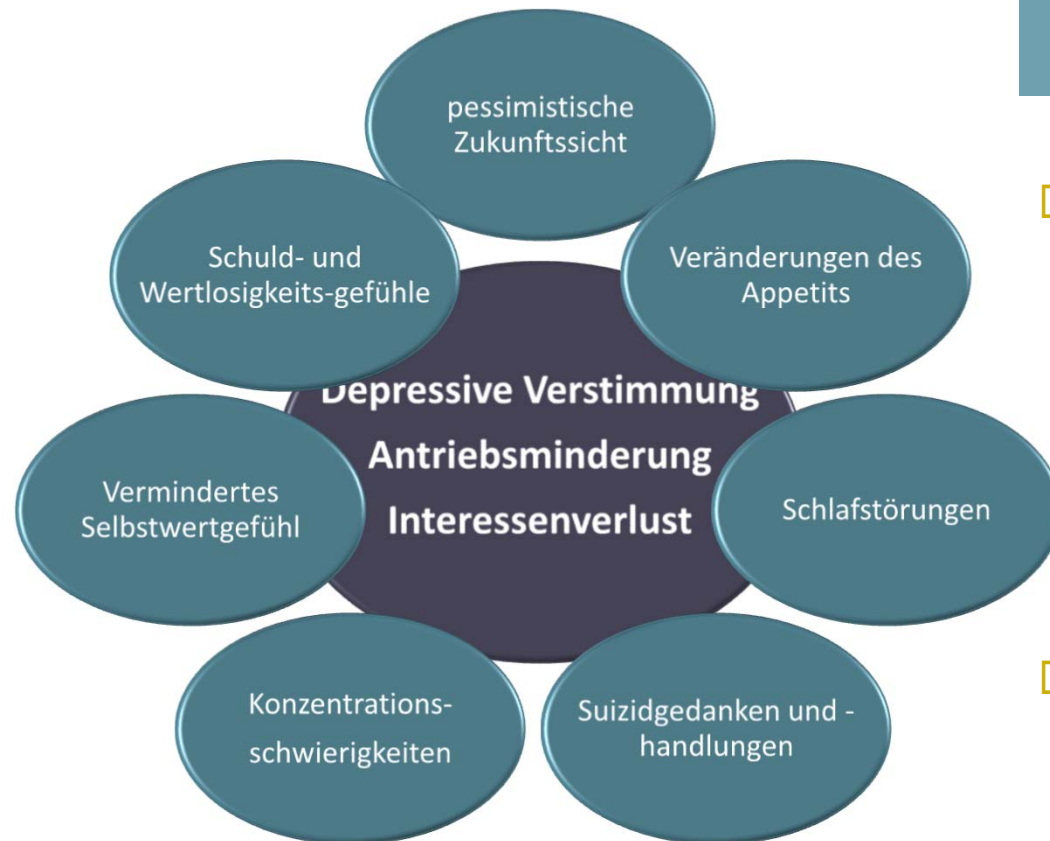 pessimistische
Zukunftssicht
Schuld- und
Wertlosigkeits-gefühle
Veränderungen des
Appetits
Depressive Verstimmung
Antriebsminderung
Interessenverlust
Vermindertes
Selbstwertgefühl
Schlafstörungen
Konzentrations-
schwierigkeiten
Suizidgedanken und -
handlungen